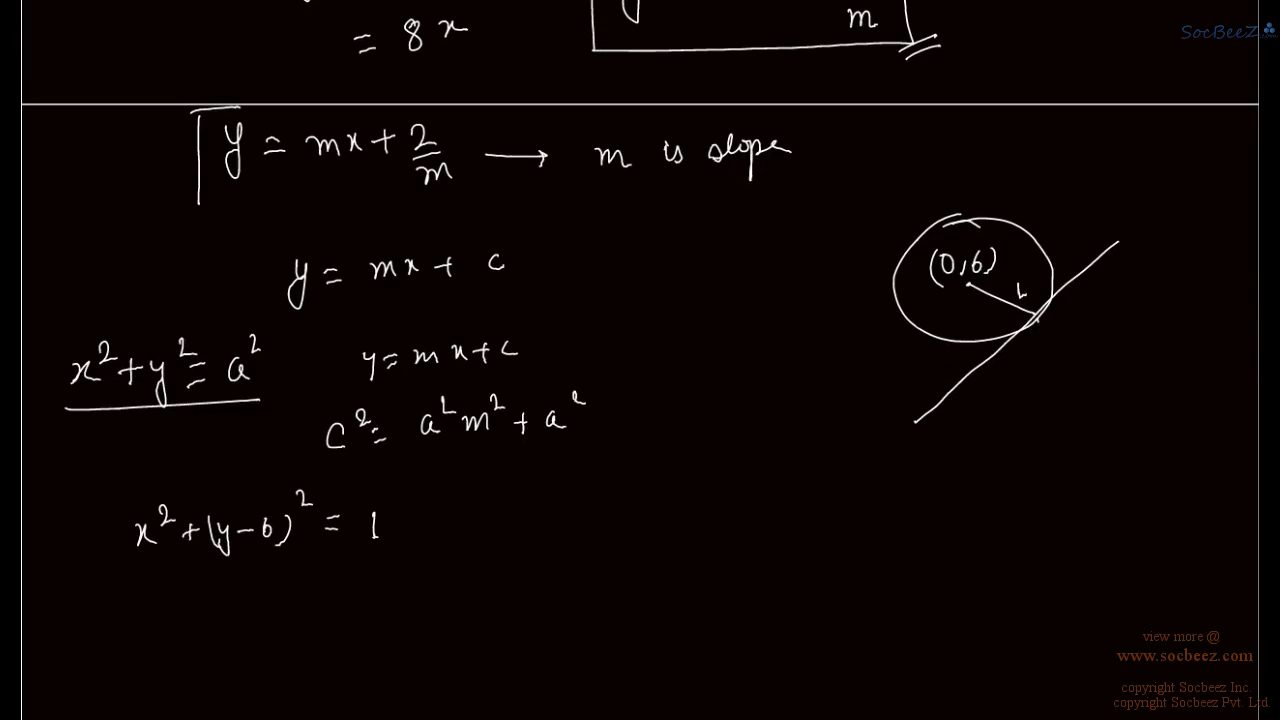 = 8x
m
SocBeeZ
y = mx + 2/m → m is slope
(0,6)
1
y = mx + c
x² + y² = a²
y = mx + c
c² = a²m² + a²
x² + (y-6)² = 1
view more @
www.socbeez.com
copyright Socbeez Inc.
copyright Socbeez Pvt. Ltd.